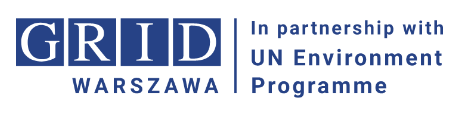 GRID
WARSZAWA
In partnership with
UN Environment
Programme